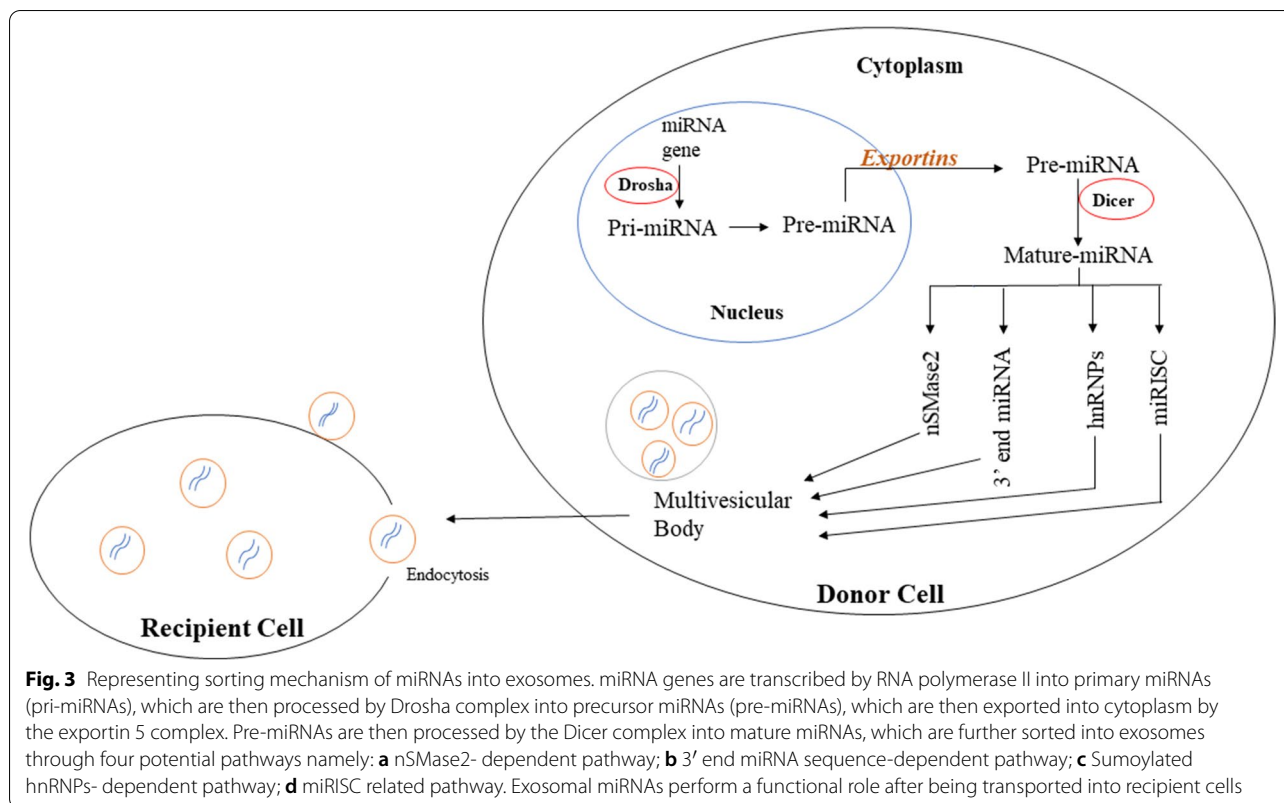 Cytoplasm
miRNA
gene
Drosha
Pri-miRNA
Pre-miRNA
Exportins
Pre-miRNA
Dicer
Mature-miRNA
Nucleus
nSMase2
3’ end miRNA
hnRNPs
miRISC
Multivesicular
Body
Endocytosis
Donor Cell
Recipient Cell
Fig. 3 Representing sorting mechanism of miRNAs into exosomes. miRNA genes are transcribed by RNA polymerase II into primary miRNAs
(pri-miRNAs), which are then processed by Drosha complex into precursor miRNAs (pre-miRNAs), which are then exported into cytoplasm by
the exportin 5 complex. Pre-miRNAs are then processed by the Dicer complex into mature miRNAs, which are further sorted into exosomes
through four potential pathways namely: a nSMase2- dependent pathway; b 3′ end miRNA sequence-dependent pathway; c Sumoylated
hnRNPs- dependent pathway; d miRISC related pathway. Exosomal miRNAs perform a functional role after being transported into recipient cells